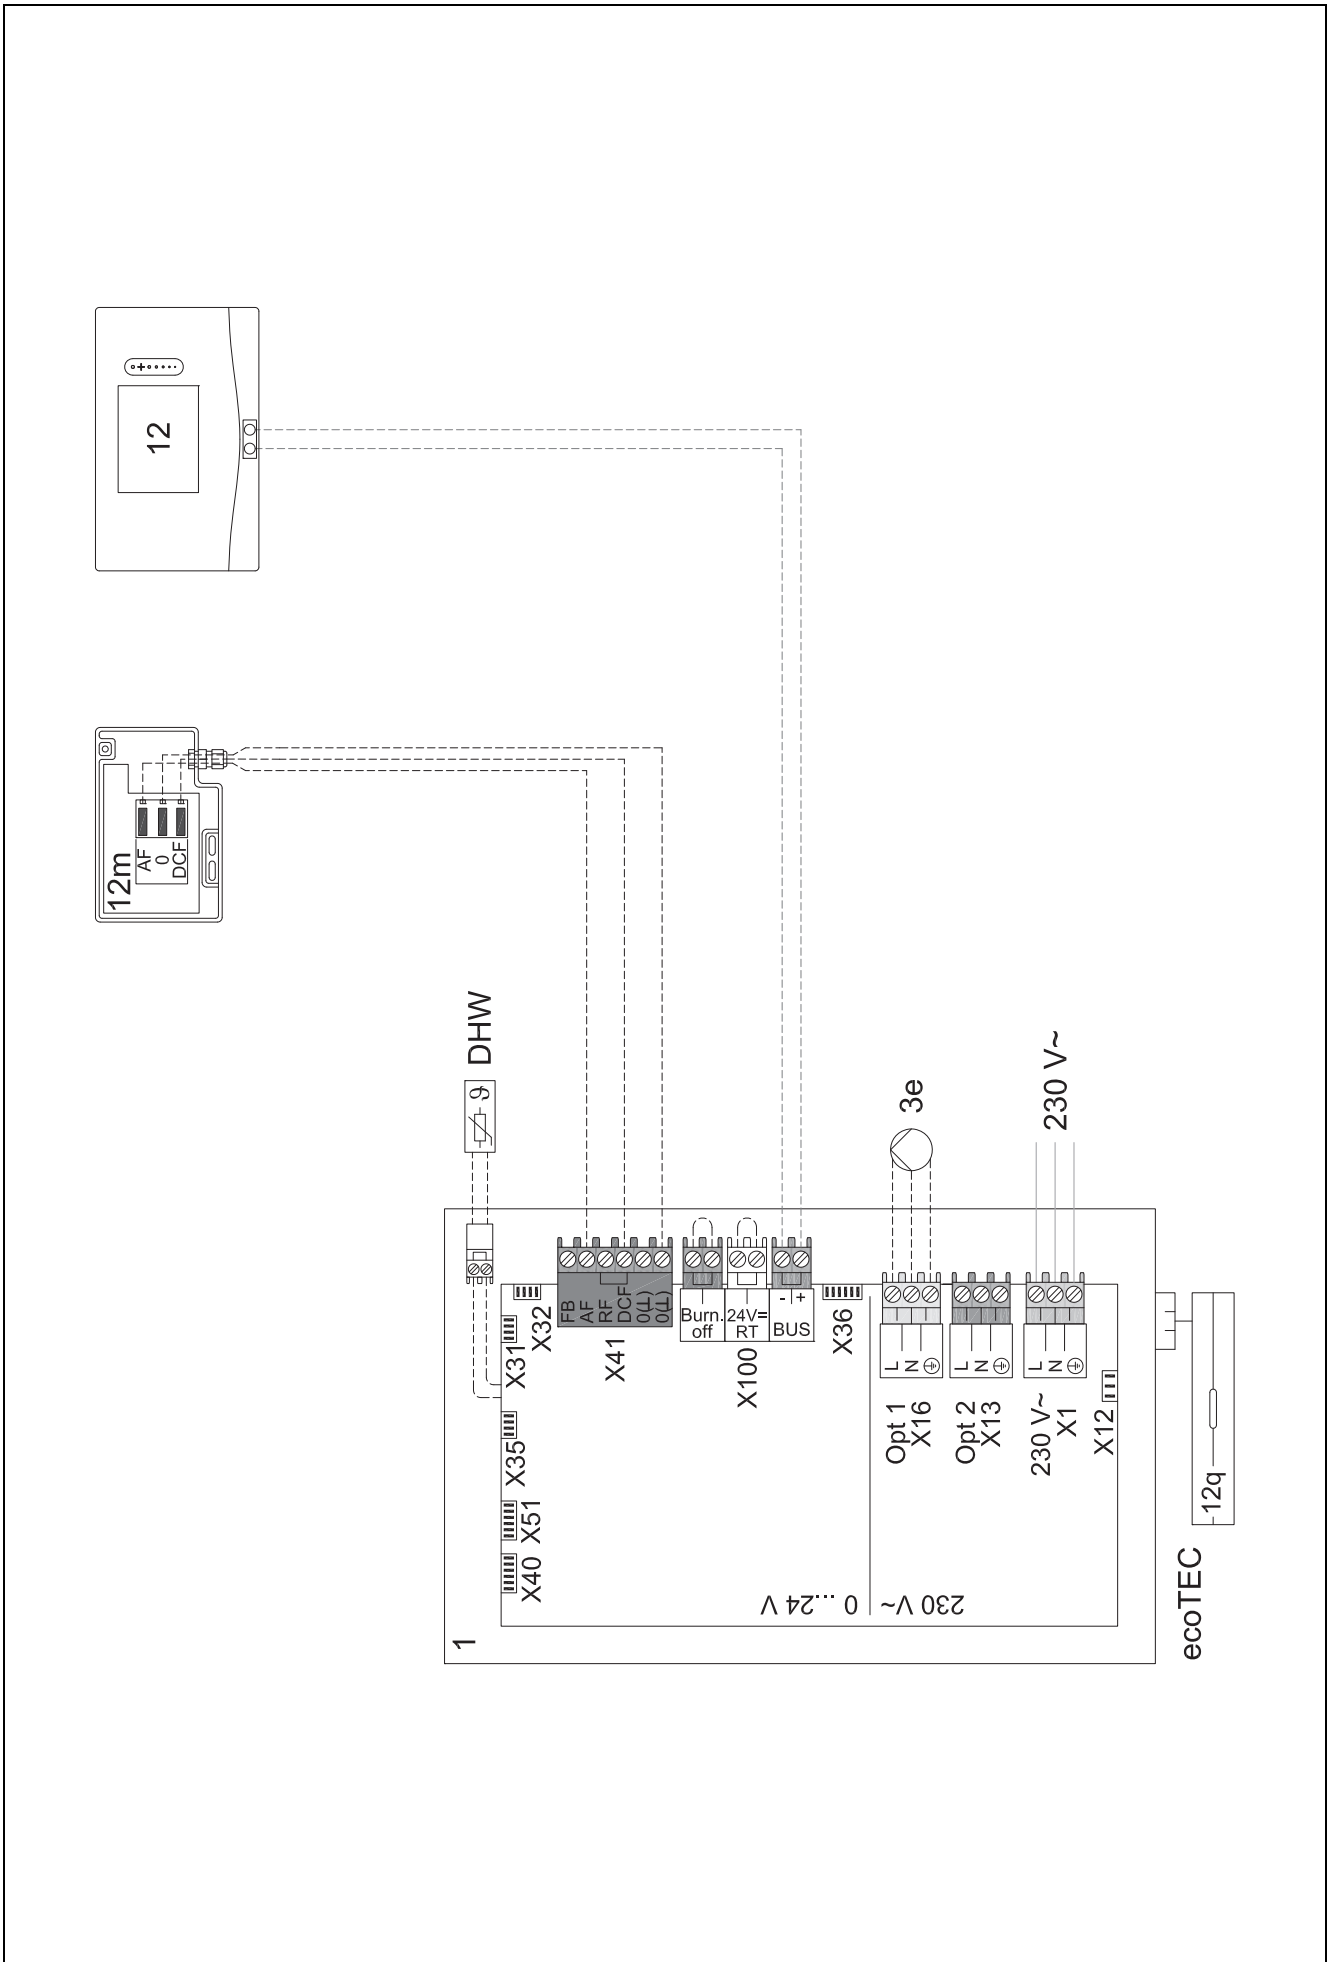 12
12m
AF
0
DCF
DHW
ϑ
3e
230 V~
X32
X31
X35
X51
X40
FB
AF
RF
DCF
0(⊥)
0(⊥)
X41
Burn.
off
24V=
RT
X100
- +
BUS
X36
L
N
Opt 1
X16
L
N
Opt 2
X13
L
N
230 V~
X1
X12
0 ...24 V
230 V~
1
12q
ecoTEC